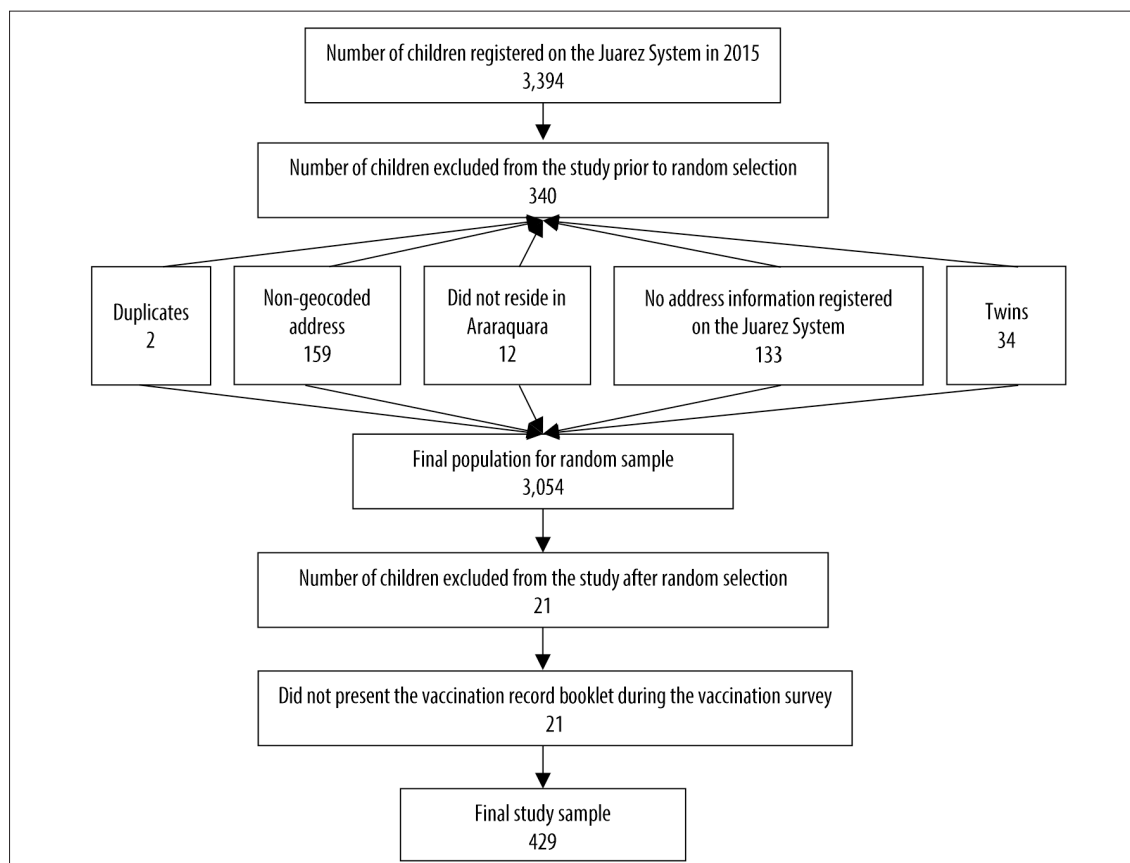 Number of children registered on the Juarez System in 2015
3,394
Number of children excluded from the study prior to random selection
340
Duplicates
2
Non-geocoded
address
159
Did not reside in
Araraquara
12
No address information registered
on the Juarez System
133
Twins
34
Final population for random sample
3,054
Number of children excluded from the study after random selection
21
Did not present the vaccination record booklet during the vaccination survey
21
Final study sample
429